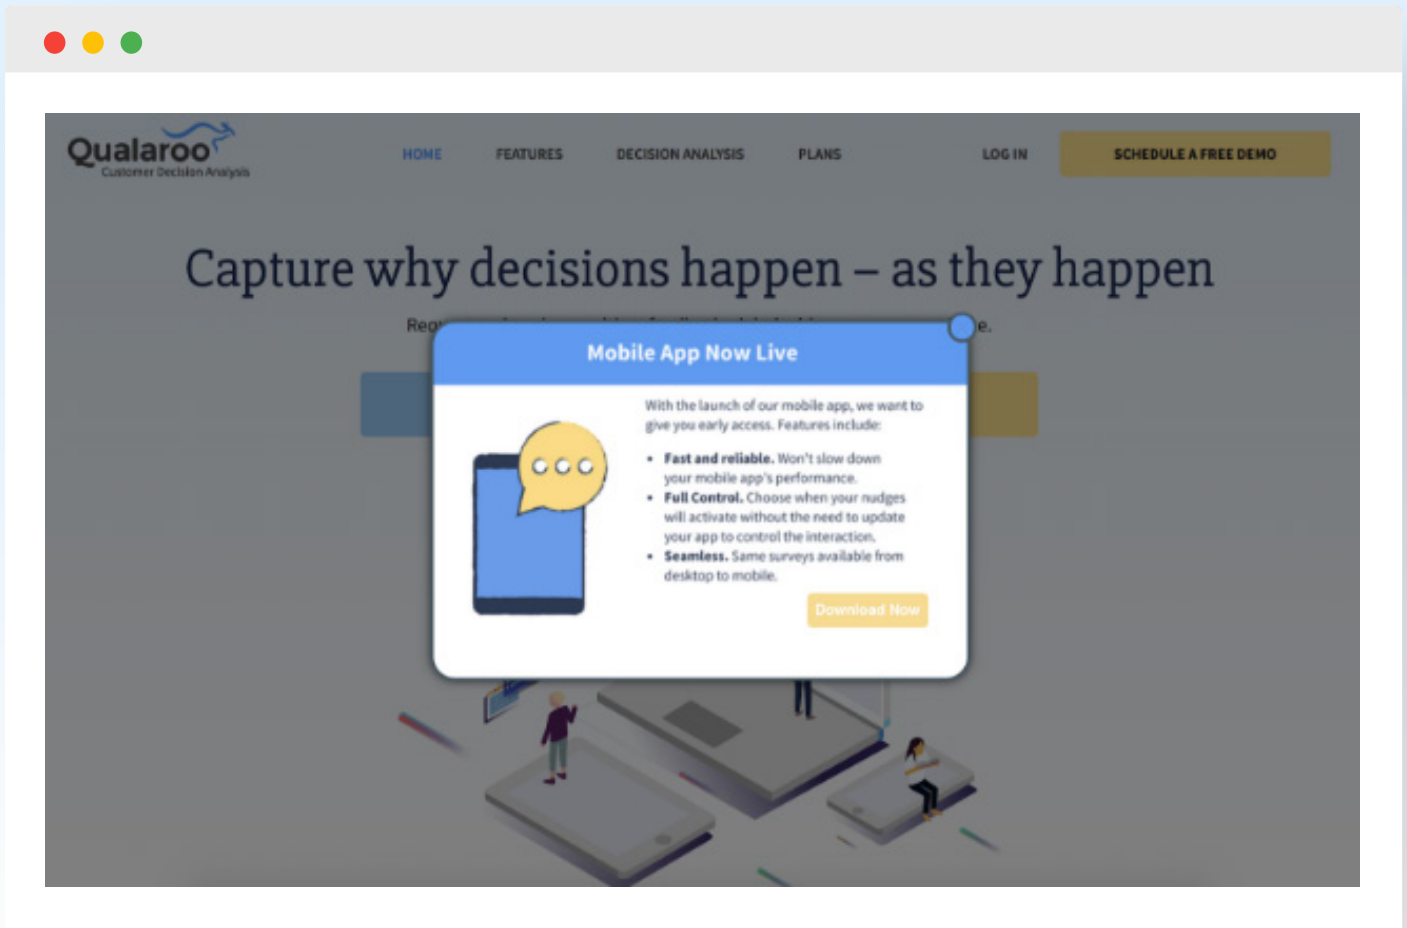 Qualaroo
Customer Decision Analysis
HOME FEATURES DECISION ANALYSIS PLANS LOG IN SCHEDULE A FREE DEMO
Capture why decisions happen – as they happen
Mobile App Now Live
With the launch of our mobile app, we want to
give you early access. Features include:
• Fast and reliable. Won't slow down
your mobile app's performance.
• Full Control. Choose when your nudges
will activate without the need to update
your app to control the interaction.
• Seamless. Same surveys available from
desktop to mobile.
Download Now